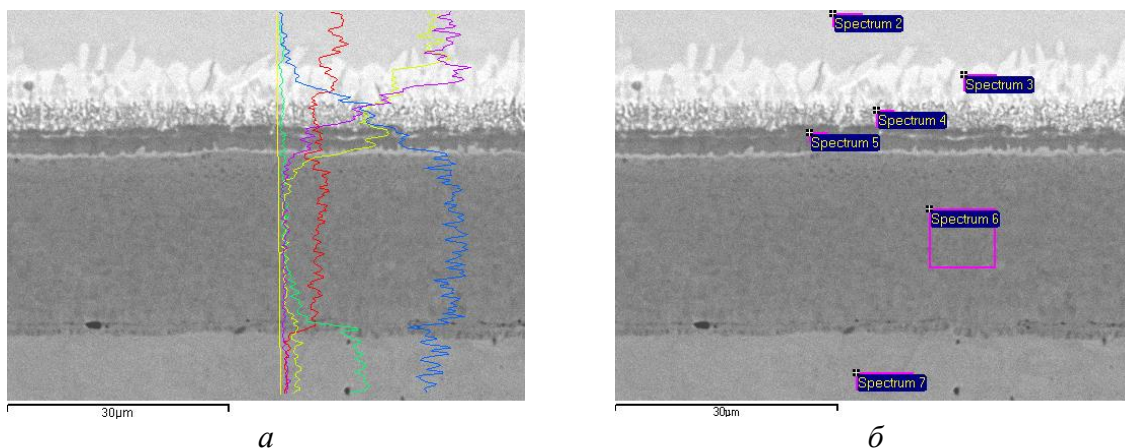 Spectrum 2
Spectrum 3
Spectrum 4
Spectrum 5
Spectrum 6
Spectrum 7
30µm
30µm
а
б